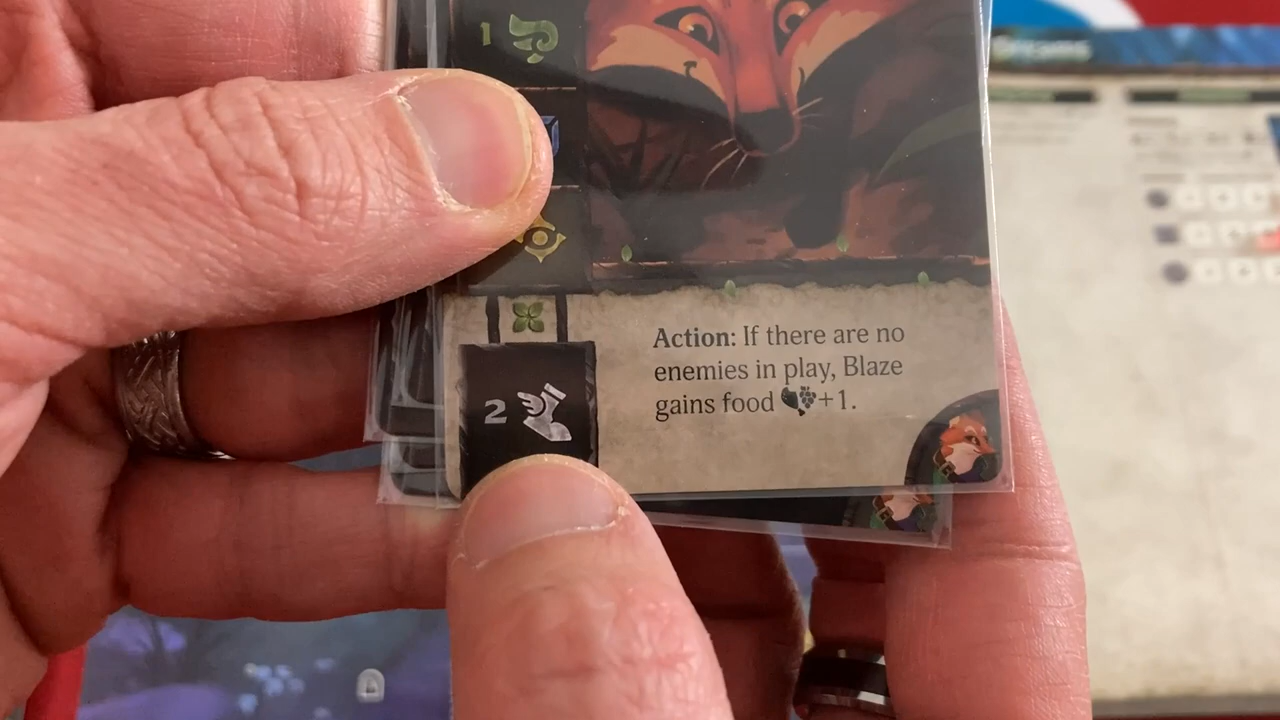 1
Action: If there are no
enemies in play, Blaze
gains food +1.
2